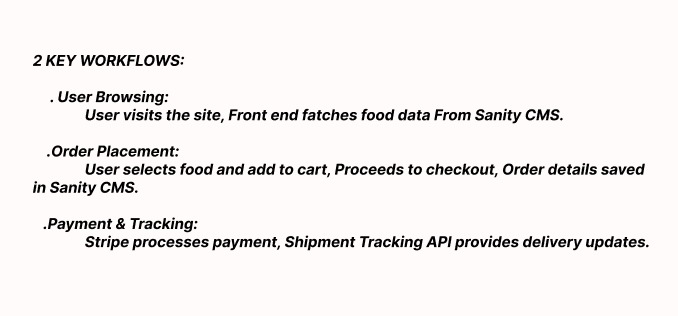 2 KEY WORKFLOWS:
. User Browsing:
User visits the site, Front end fatches food data From Sanity CMS.
.Order Placement:
User selects food and add to cart, Proceeds to checkout, Order details saved
in Sanity CMS.
.Payment & Tracking:
Stripe processes payment, Shipment Tracking API provides delivery updates.